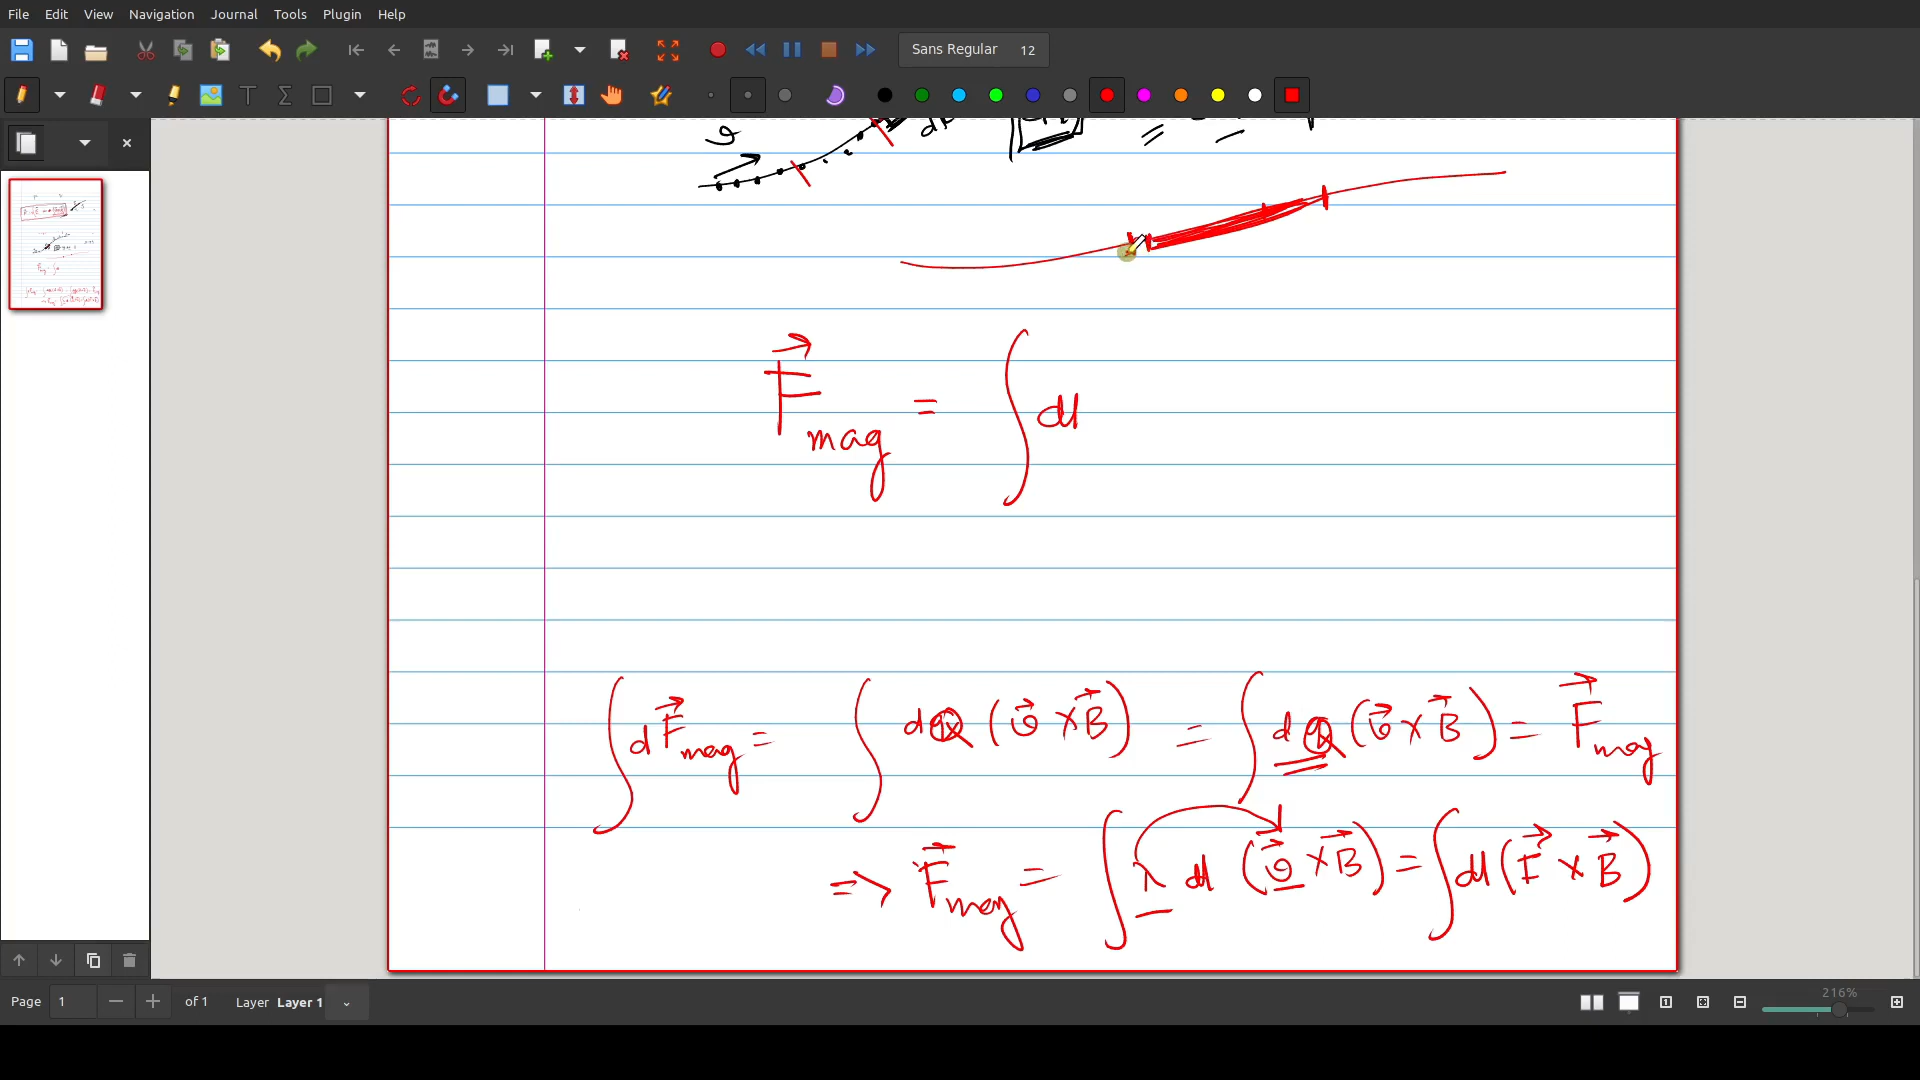 File Edit View Navigation Journal Tools Plugin Help
Sans Regular 12
v⃗
F⃗mag = ∫ dl
∫ dF⃗mag = ∫ dq (v⃗ × B⃗) = ∫ dq (v⃗ × B⃗) = F⃗mag
=> F⃗mag = ∫ λ dl (v⃗ × B⃗) = ∫ dl (I⃗ × B⃗)
Page 1 of 1 Layer Layer 1
216%